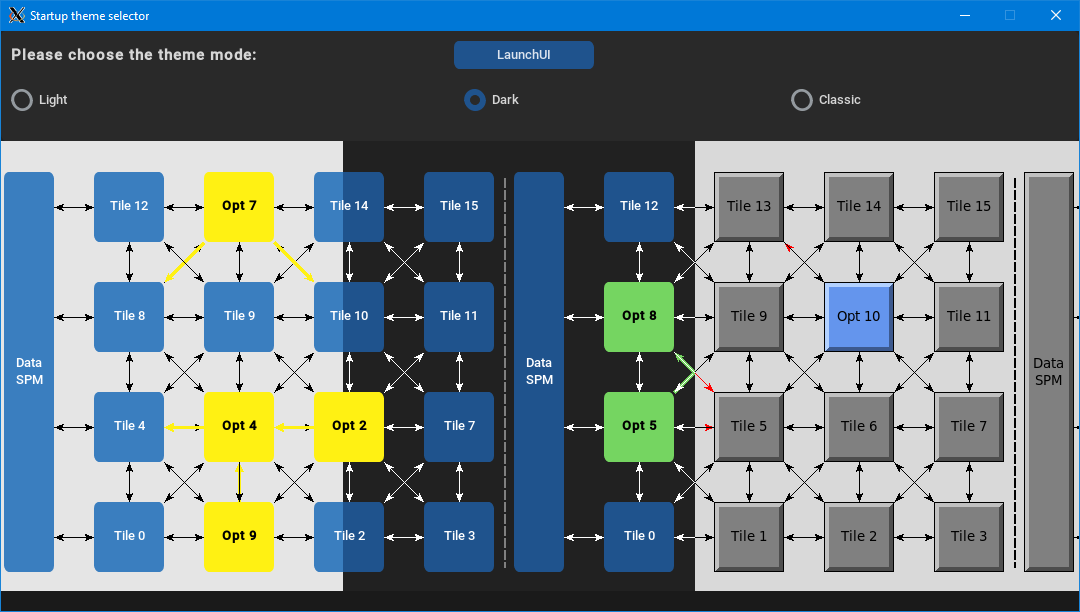 Startup theme selector
Please choose the theme mode:
LaunchUI
Light
Dark
Classic
Tile 12
Opt 7
Tile 14
Tile 15
Tile 12
Tile 13
Tile 14
Tile 15
Tile 8
Tile 9
Tile 10
Tile 11
Opt 8
Tile 9
Opt 10
Tile 11
Data
SPM
Data
SPM
Data
SPM
Tile 4
Opt 4
Opt 2
Tile 7
Opt 5
Tile 5
Tile 6
Tile 7
Tile 0
Opt 9
Tile 2
Tile 3
Tile 0
Tile 1
Tile 2
Tile 3